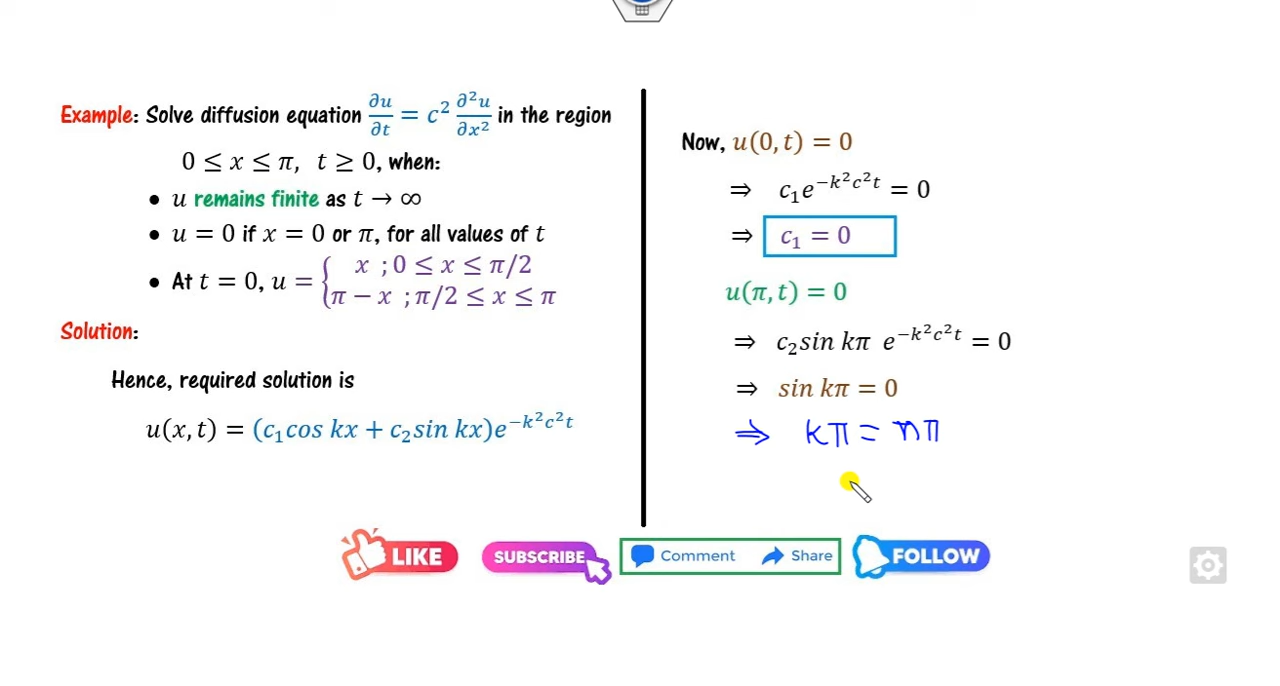 Example: Solve diffusion equation ∂u/∂t = c² ∂²u/∂x² in the region
0 ≤ x ≤ π, t ≥ 0, when:
• u remains finite as t → ∞
• u = 0 if x = 0 or π, for all values of t
• At t = 0, u = { x ; 0 ≤ x ≤ π/2
π − x ; π/2 ≤ x ≤ π
Solution:
Hence, required solution is
u(x, t) = (c₁cos kx + c₂sin kx)e^{−k²c²t}
Now, u(0, t) = 0
⇒ c₁e^{−k²c²t} = 0
⇒ c₁ = 0
u(π, t) = 0
⇒ c₂sin kπ e^{−k²c²t} = 0
⇒ sin kπ = 0
⇒ kπ = nπ
LIKE
SUBSCRIBE
Comment Share
FOLLOW